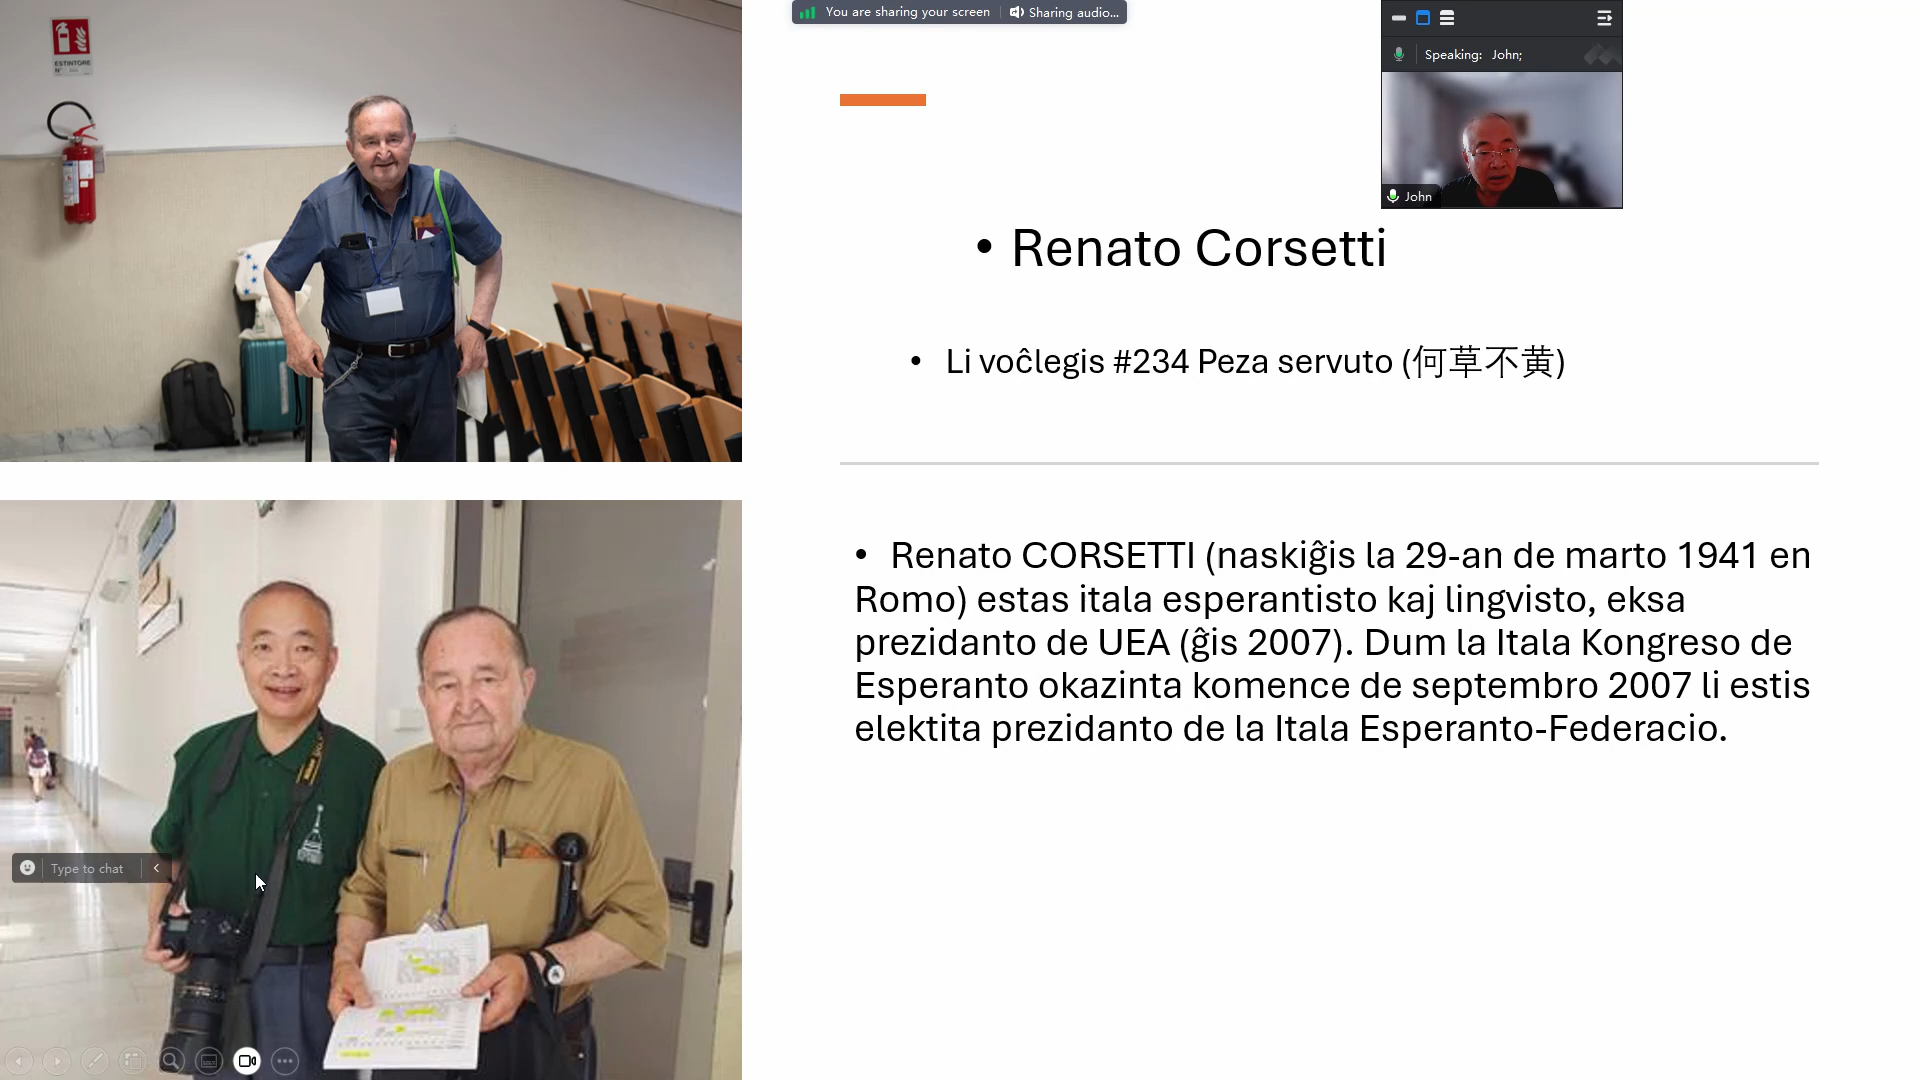 You are sharing your screen
Sharing audio...
Speaking: John;
John
ESTINTORE
• Renato Corsetti
• Li voĉlegis #234 Peza servuto (何草不黄)
• Renato CORSETTI (naskiĝis la 29-an de marto 1941 en
Romo) estas itala esperantisto kaj lingvisto, eksa
prezidanto de UEA (ĝis 2007). Dum la Itala Kongreso de
Esperanto okazinta komence de septembro 2007 li estis
elektita prezidanto de la Itala Esperanto-Federacio.
Type to chat